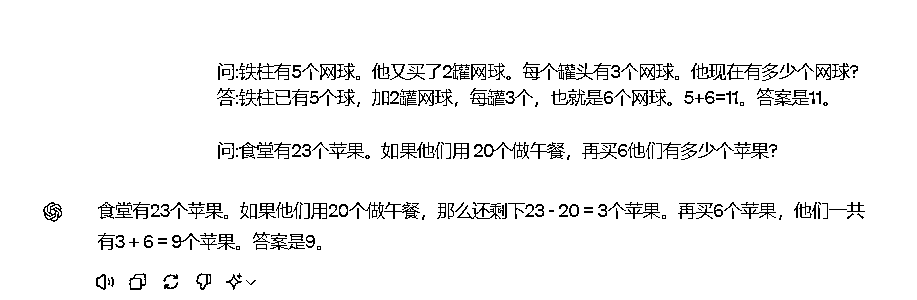 问:铁柱有5个网球。他又买了2罐网球。每个罐头有3个网球。他现在有多少个网球?
答:铁柱已有5个球，加2罐网球，每罐3个，也就是6个网球。5+6=11。答案是11。
问:食堂有23个苹果。如果他们用 20个做午餐，再买6他们有多少个苹果?
食堂有23个苹果。如果他们用20个做午餐，那么还剩下23 - 20 = 3个苹果。再买6个苹果，他们一共
有3 + 6 = 9个苹果。答案是9。